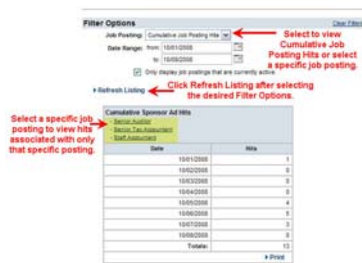 Filter Options
Clear Filter
Job Posting: Cumulative Job Posting Hits
Date Range: from 10/01/2008
to 10/09/2008
Only display job postings that are currently active
Refresh Listing
Select to view
Cumulative Job
Posting Hits or select
a specific job posting.
Click Refresh Listing after selecting
the desired Filter Options.
Select a specific job
posting to view hits
associated with only
that specific posting.
Cumulative Sponsor Ad Hits
- Senior Auditor
- Senior Tax Accountant
- Staff Accountant
Date Hits
10/01/2008 1
10/02/2008 0
10/03/2008 0
10/04/2008 0
10/05/2008 4
10/06/2008 5
10/07/2008 3
10/08/2008 0
Totals: 13
Print